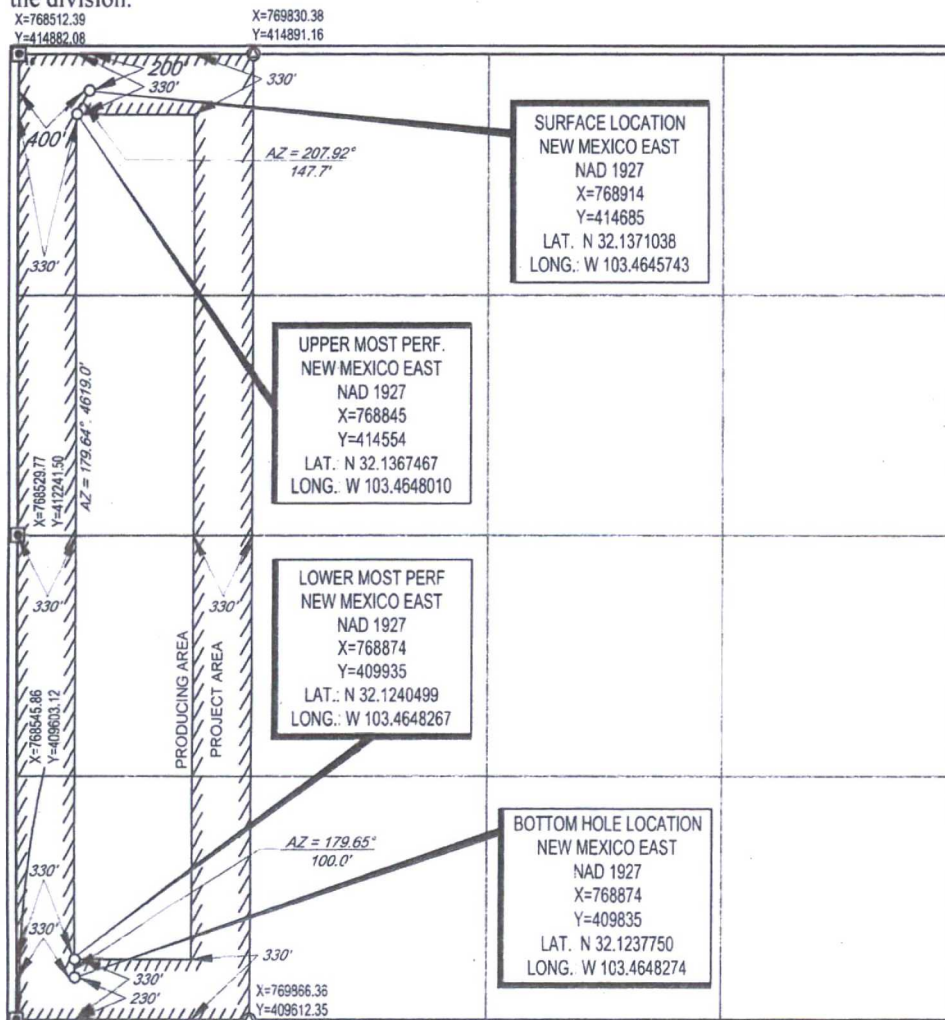 the division.
X=768512.39
Y=414882.08
X=769830.38
Y=414891.16
200'
330'
330'
400'
AZ = 207.92°
147.7'
330'
SURFACE LOCATION
NEW MEXICO EAST
NAD 1927
X=768914
Y=414685
LAT. N 32.1371038
LONG.: W 103.4645743
UPPER MOST PERF.
NEW MEXICO EAST
NAD 1927
X=768845
Y=414554
LAT.: N 32.1367467
LONG.: W 103.4648010
AZ = 179.64°, 4619.0'
X=768529.77
Y=412241.50
330'
330'
LOWER MOST PERF
NEW MEXICO EAST
NAD 1927
X=768874
Y=409935
LAT.: N 32.1240499
LONG.: W 103.4648267
PRODUCING AREA
PROJECT AREA
X=768545.86
Y=409603.12
AZ = 179.65°
100.0'
BOTTOM HOLE LOCATION
NEW MEXICO EAST
NAD 1927
X=768874
Y=409835
LAT. N 32.1237750
LONG.: W 103.4648274
330'
330'
330'
330'
230'
X=769866.36
Y=409612.35